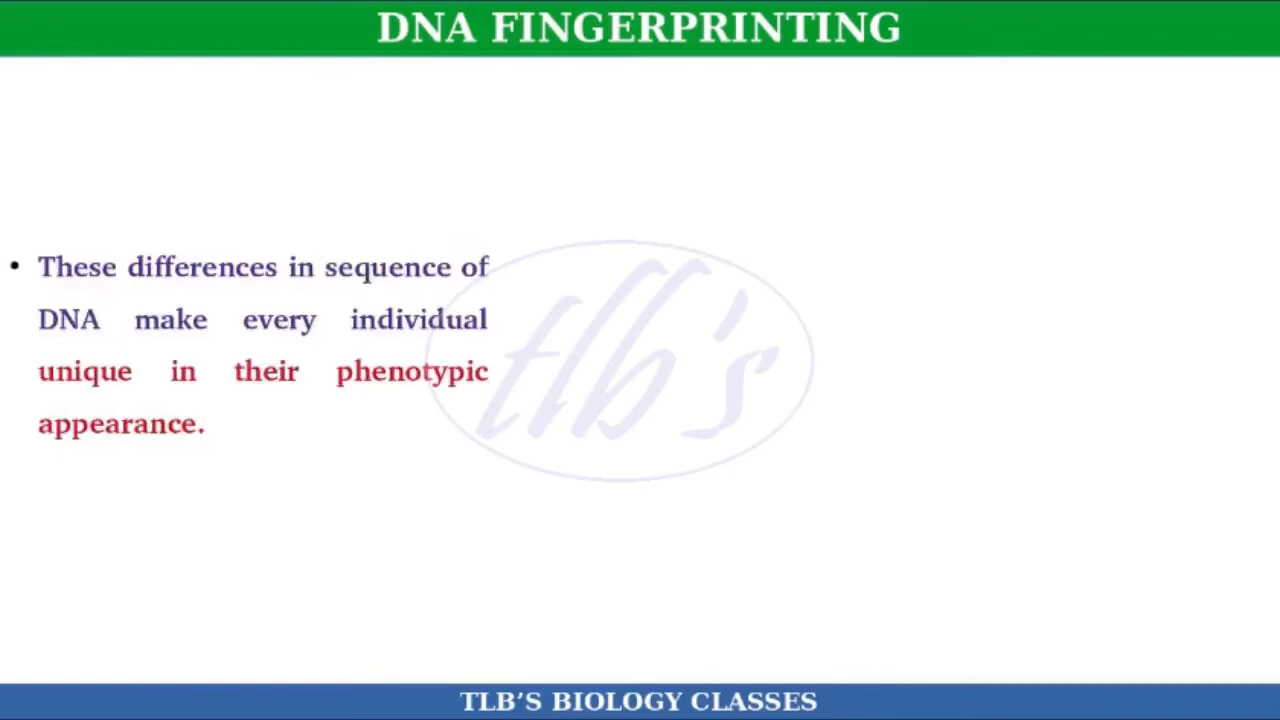 DNA FINGERPRINTING
• These differences in sequence of
DNA make every individual
unique in their phenotypic
appearance.
tlb's
TLB’S BIOLOGY CLASSES